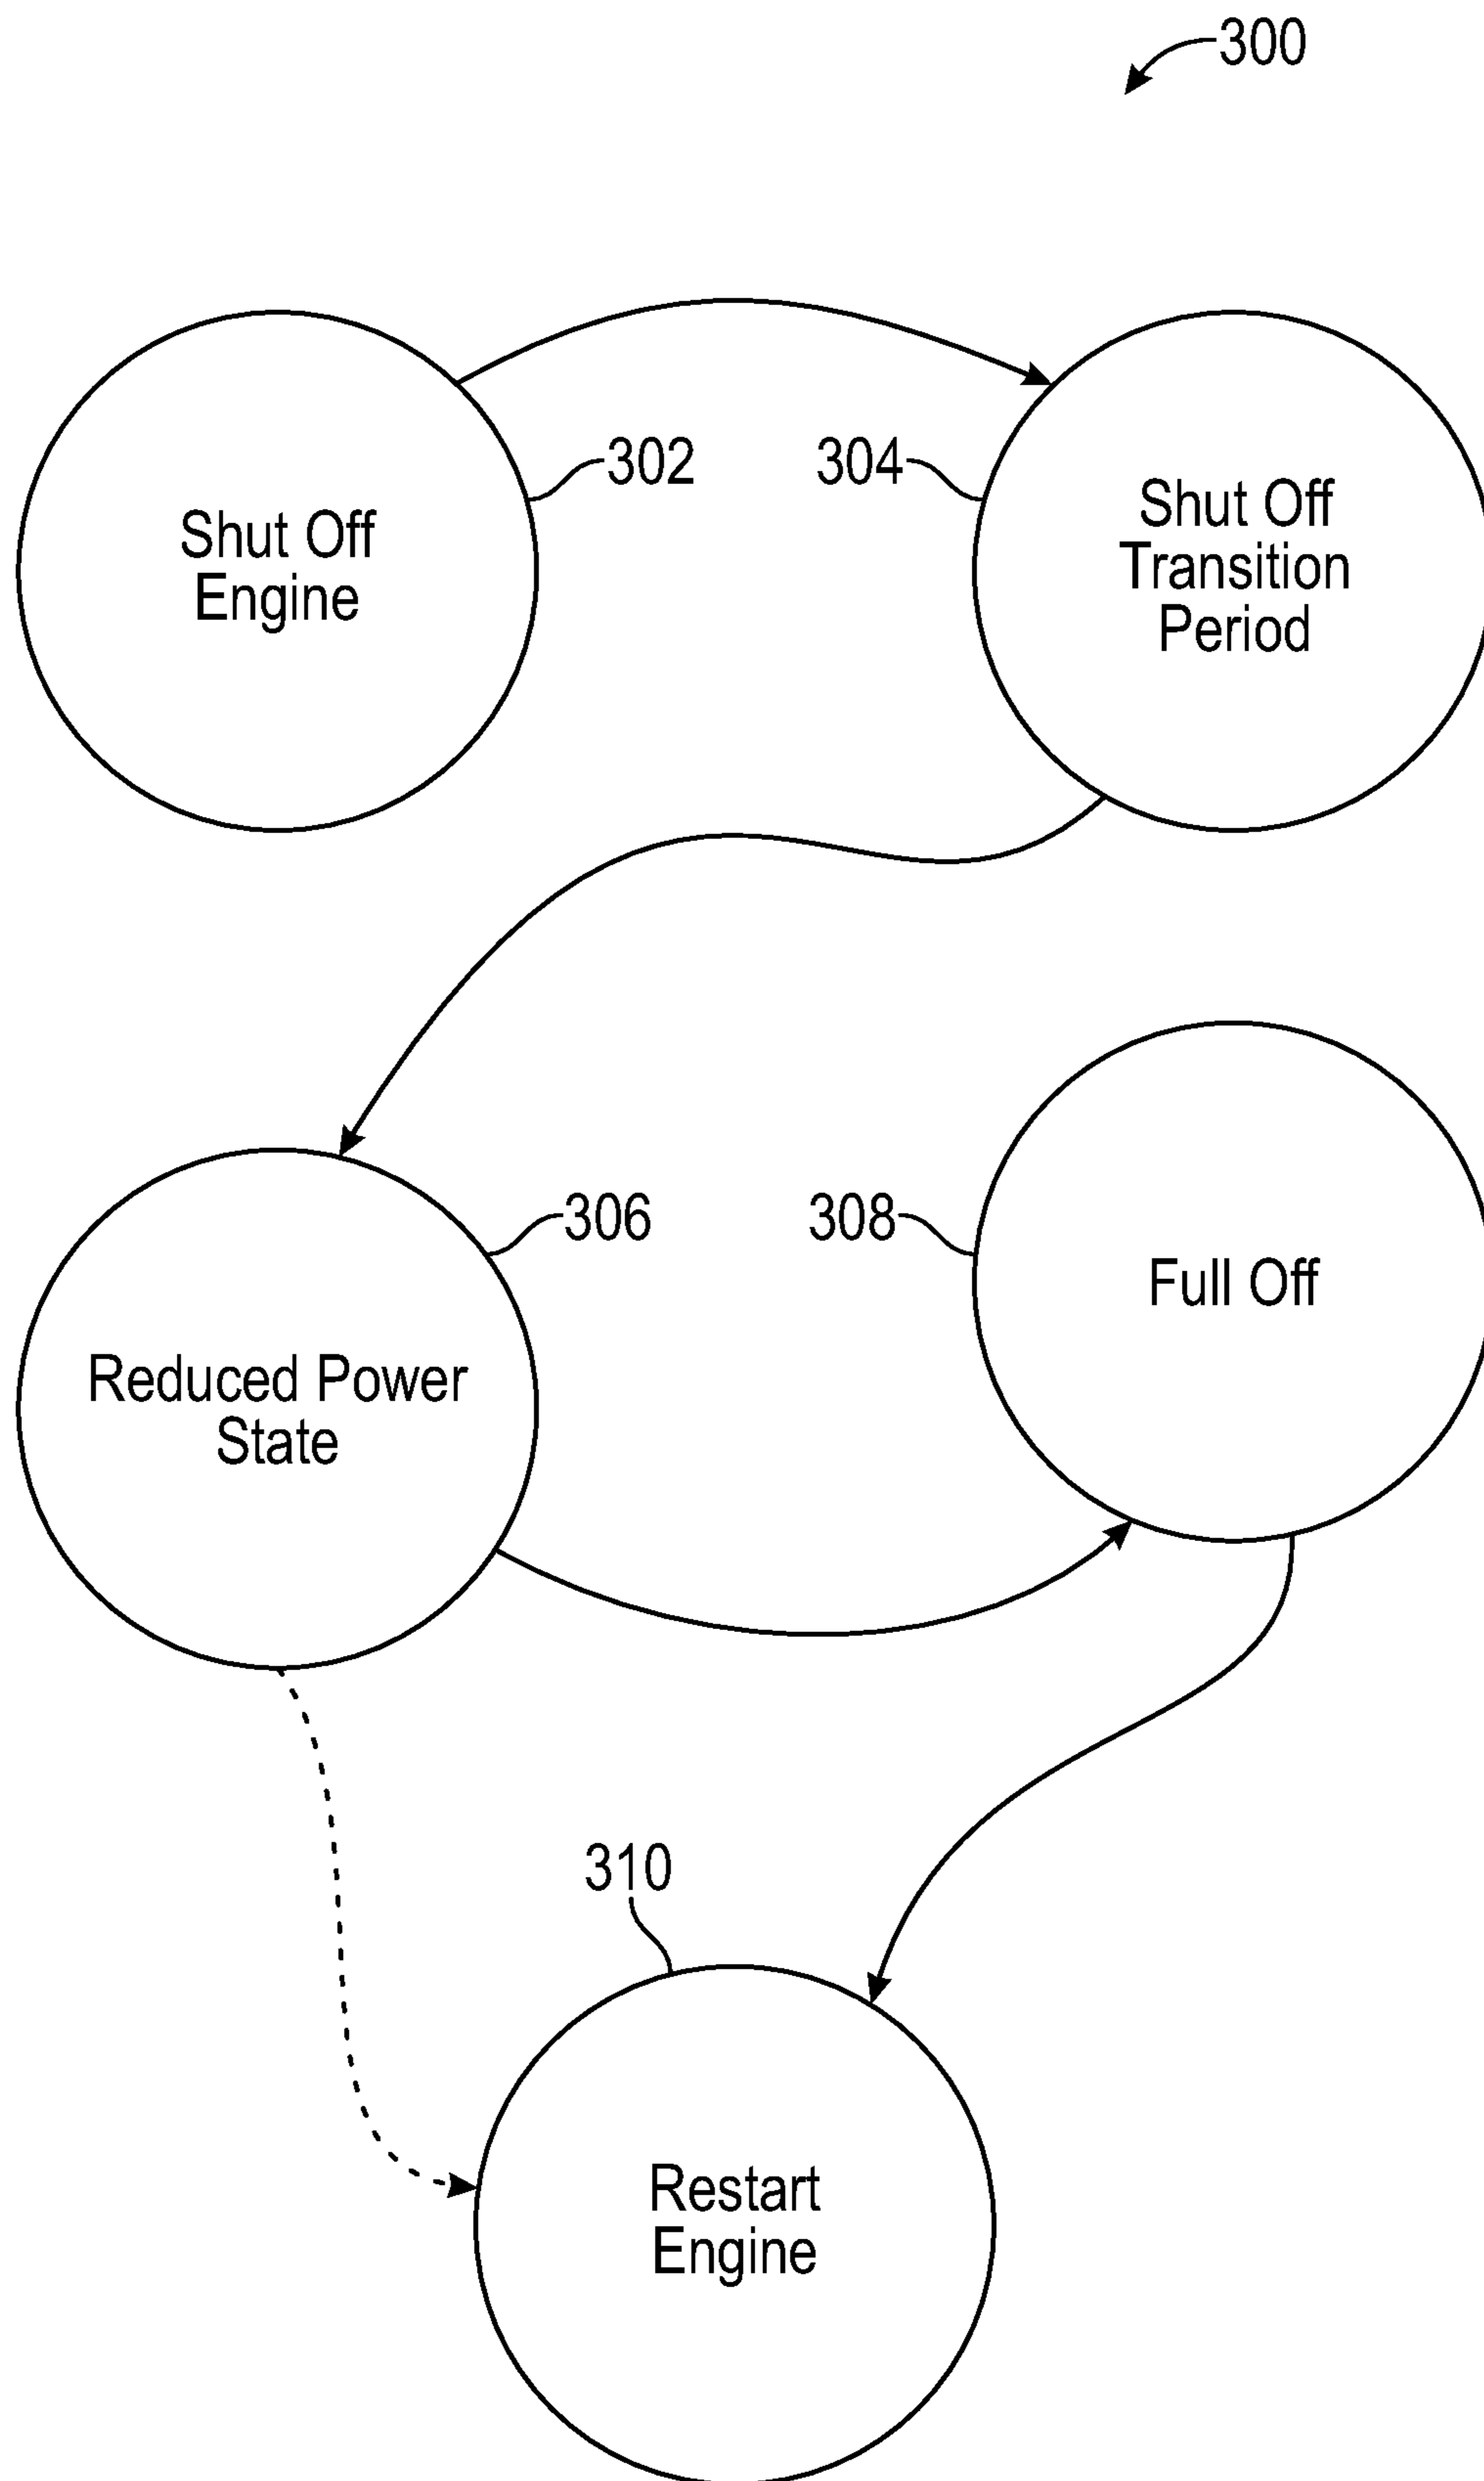 300
302
304
Shut Off
Engine
Shut Off
Transition
Period
306
308
Full Off
Reduced Power
State
310
Restart
Engine